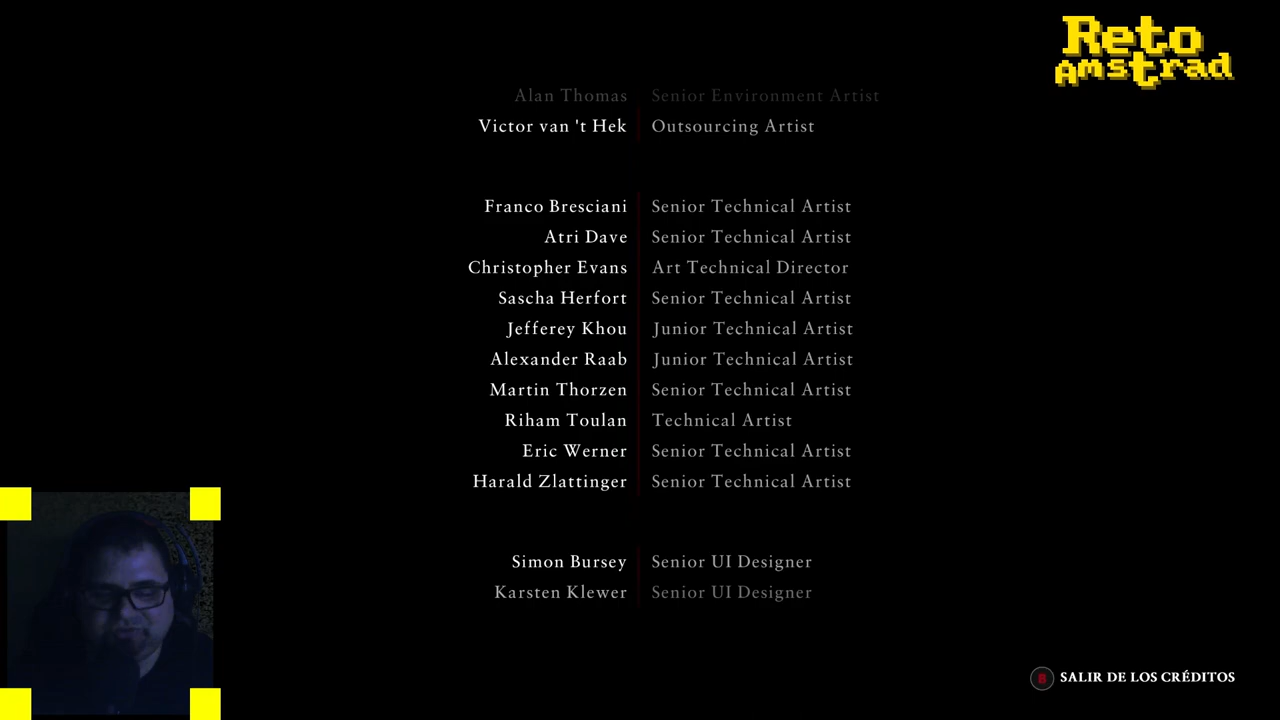 Reto
Amstrad
Alan Thomas Senior Environment Artist
Victor van 't Hek Outsourcing Artist
Franco Bresciani Senior Technical Artist
Atri Dave Senior Technical Artist
Christopher Evans Art Technical Director
Sascha Herfort Senior Technical Artist
Jefferey Khou Junior Technical Artist
Alexander Raab Junior Technical Artist
Martin Thorzen Senior Technical Artist
Riham Toulan Technical Artist
Eric Werner Senior Technical Artist
Harald Zlattinger Senior Technical Artist
Simon Bursey Senior UI Designer
Karsten Klewer Senior UI Designer
B SALIR DE LOS CRÉDITOS